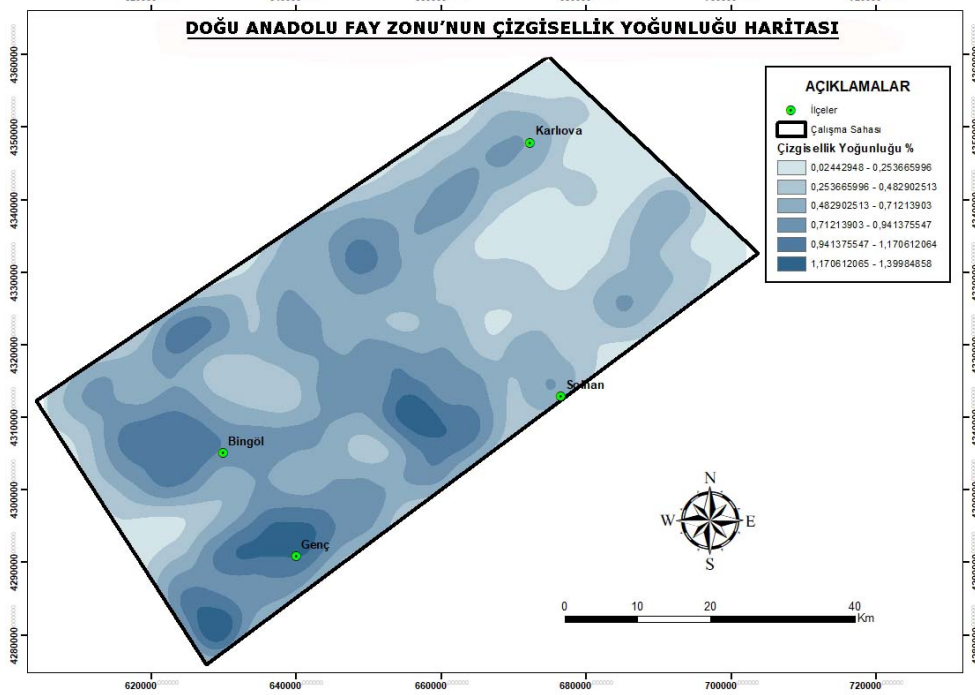 DOĞU ANADOLU FAY ZONU'NUN ÇİZGİSELLİK YOĞUNLUĞU HARİTASI
AÇIKLAMALAR
İlçeler
Çalışma Sahası
Çizgisellik Yoğunluğu %
0,02442948 - 0,253665996
0,253665996 - 0,482902513
0,482902513 - 0,71213903
0,71213903 - 0,941375547
0,941375547 - 1,170612064
1,170612065 - 1,39984858
Karlıova
Solhan
Bingöl
Genç
N
W E
S
0 10 20 40
Km
4360000
4350000
4340000
4330000
4320000
4310000
4300000
4290000
4280000
620000 640000 660000 680000 700000 720000